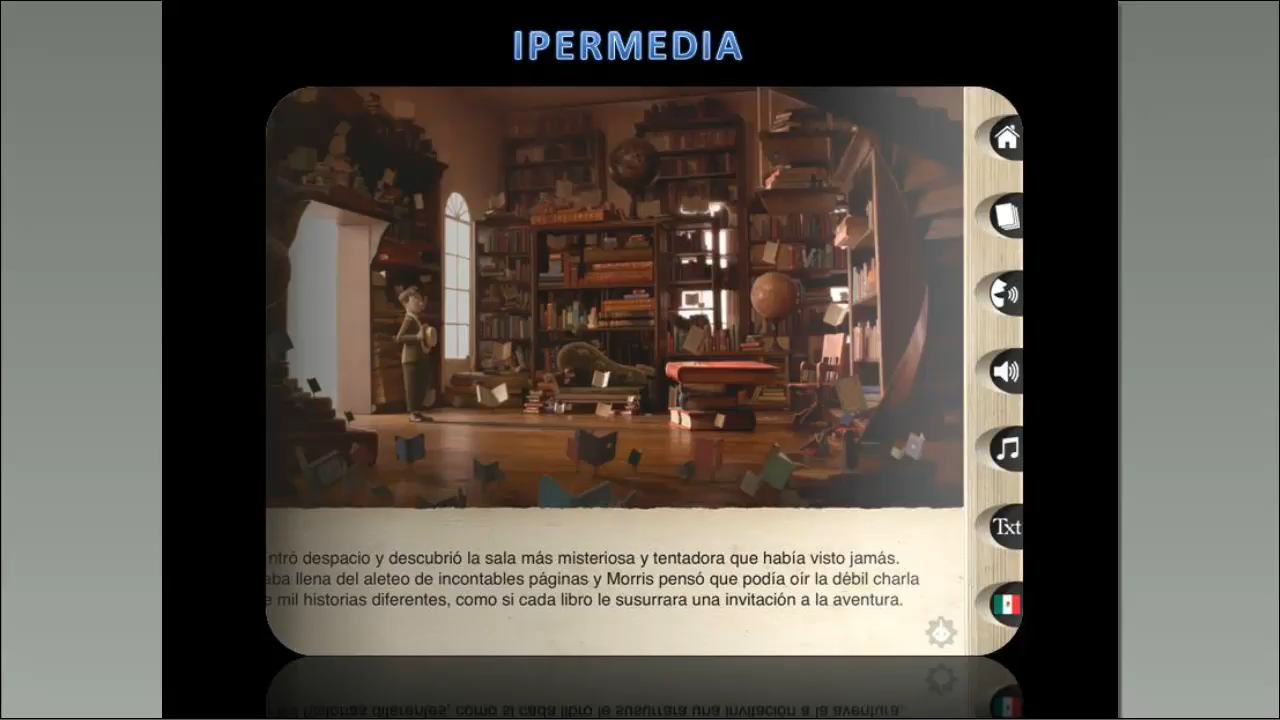 IPERMEDIA
ntró despacio y descubrió la sala más misteriosa y tentadora que había visto jamás.
aba llena del aleteo de incontables páginas y Morris pensó que podía oír la débil charla
e mil historias diferentes, como si cada libro le susurrara una invitación a la aventura.
Txt